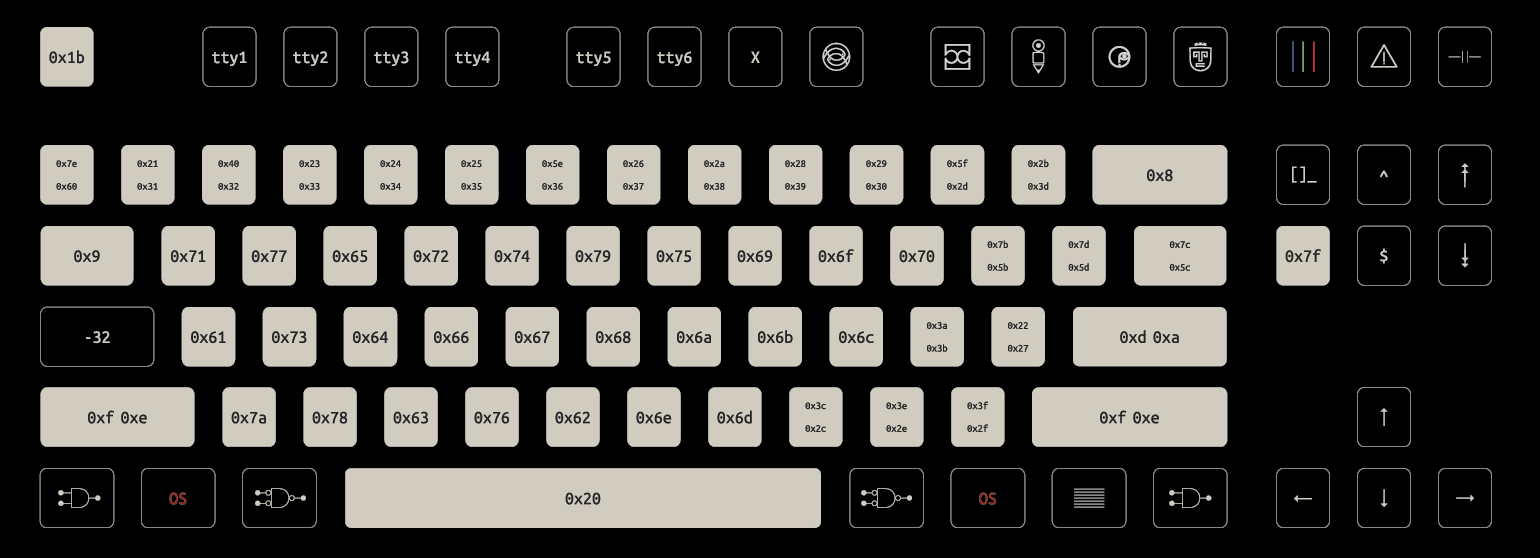 0x1b tty1 tty2 tty3 tty4 tty5 tty6 X
0x7e 0x21 0x40 0x23 0x24 0x25 0x5e 0x26 0x2a 0x28 0x29 0x5f 0x2b
0x60 0x31 0x32 0x33 0x34 0x35 0x36 0x37 0x38 0x39 0x30 0x2d 0x3d 0x8 []_ ^
0x9 0x71 0x77 0x65 0x72 0x74 0x79 0x75 0x69 0x6f 0x70 0x7b 0x7d 0x7c 0x7f $
0x5b 0x5d 0x5c
-32 0x61 0x73 0x64 0x66 0x67 0x68 0x6a 0x6b 0x6c 0x3a 0x22 0xd 0xa
0x3b 0x27
0xf 0xe 0x7a 0x78 0x63 0x76 0x62 0x6e 0x6d 0x3c 0x3e 0x3f 0xf 0xe ↑
0x2c 0x2e 0x2f
OS 0x20 OS ← ↓ →